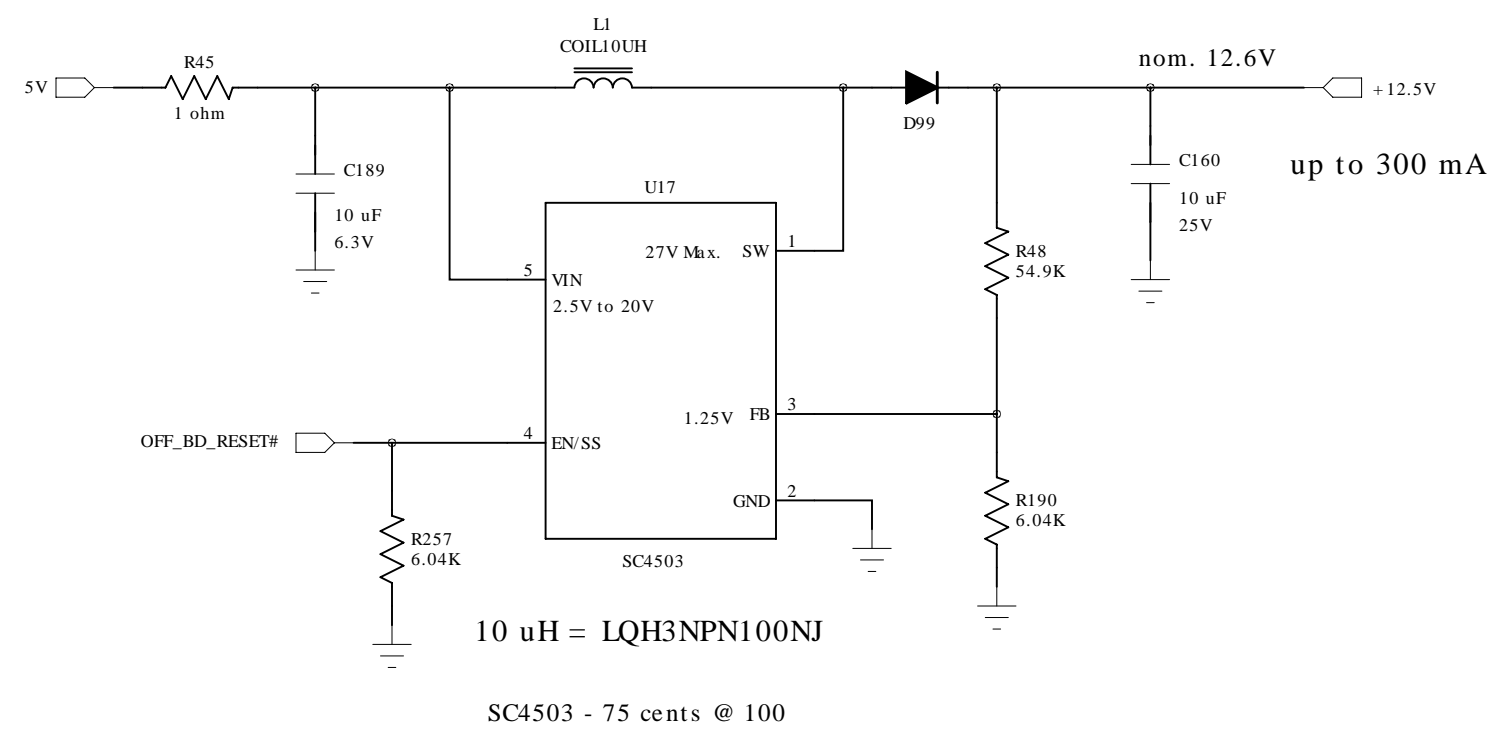 L1
COIL10UH
R45
nom. 12.6V
5V
+12.5V
1 ohm
D99
C189
10 uF
6.3V
C160
10 uF
25V
up to 300 mA
U17
27V Max.
SW
1
5
VIN
2.5V to 20V
R48
54.9K
1.25V
FB
3
OFF_BD_RESET#
4
EN/SS
GND
2
R190
6.04K
R257
6.04K
SC4503
10 uH = LQH3NPN100NJ
SC4503 - 75 cents @ 100